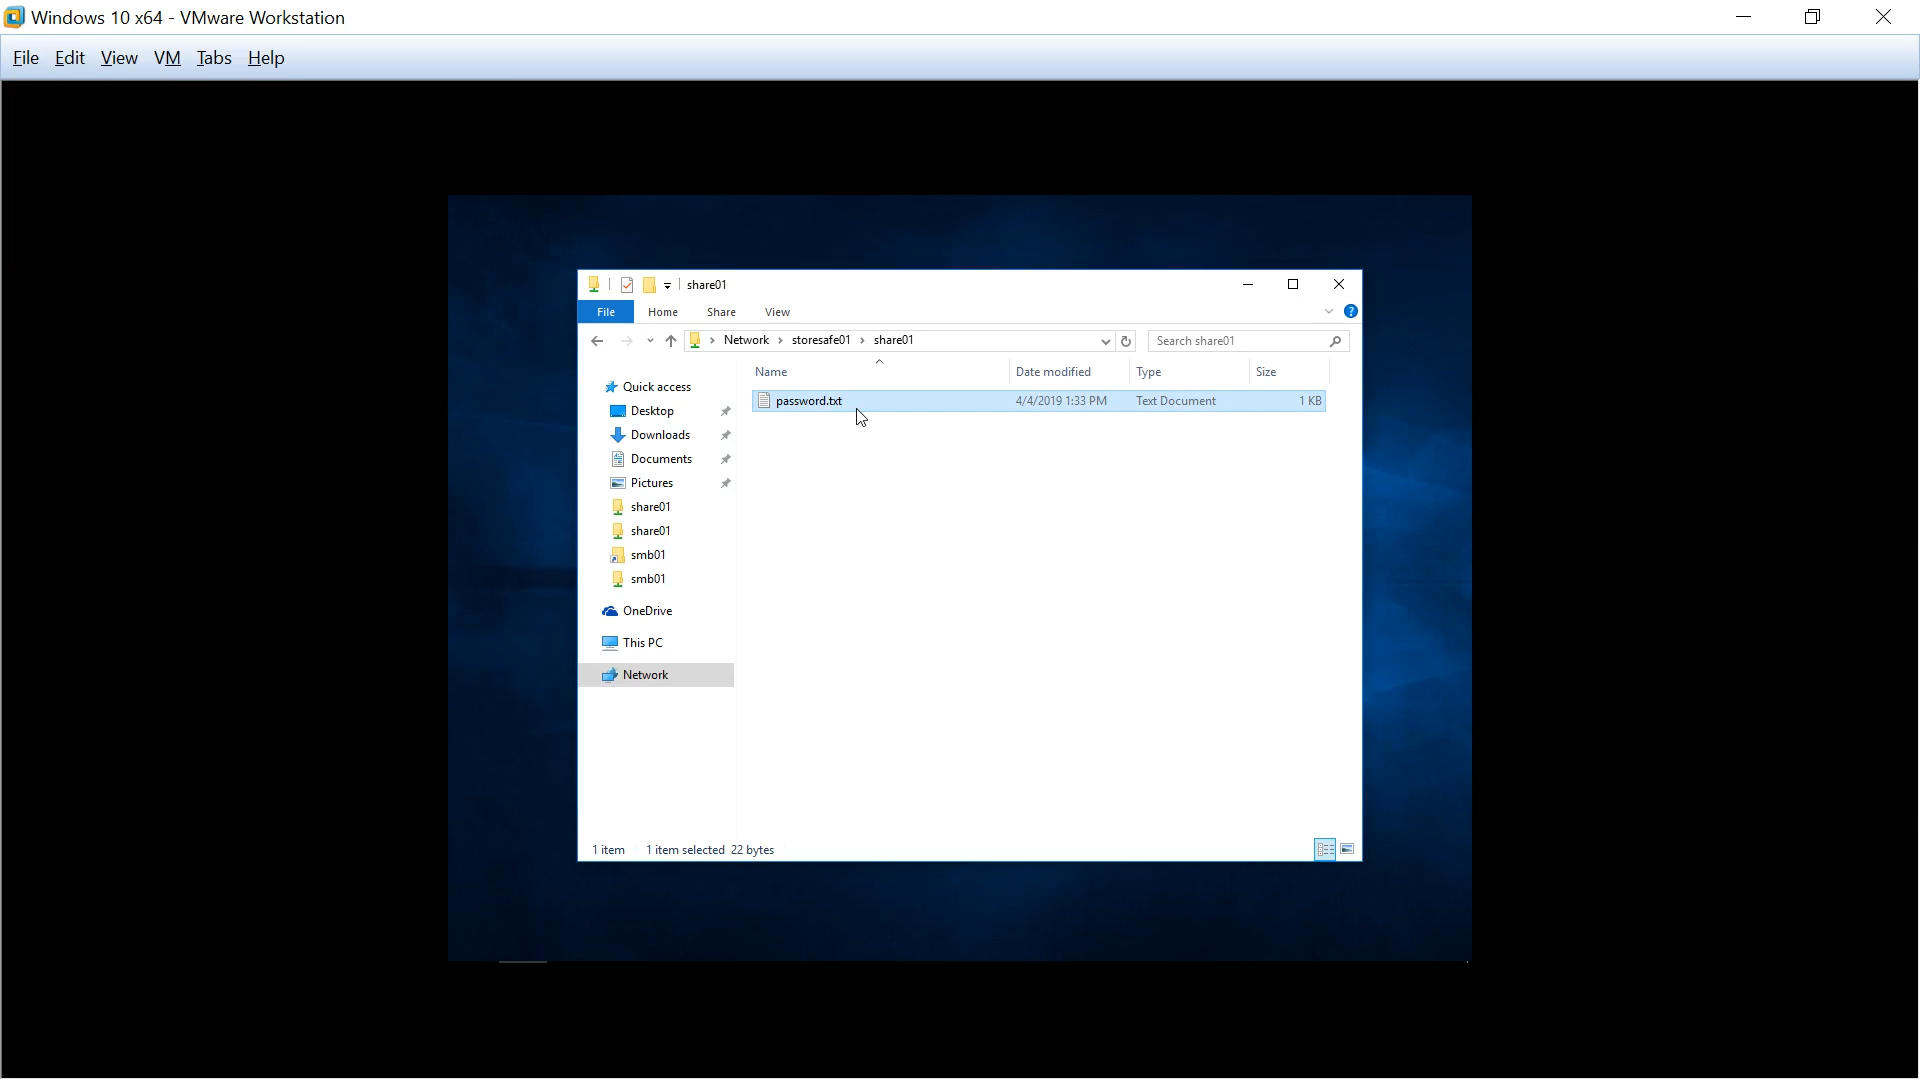 Windows 10 x64 - VMware Workstation
File Edit View VM Tabs Help
share01
File Home Share View
Network storesafe01 share01
Search share01
Name Date modified Type Size
password.txt 4/4/2019 1:33 PM Text Document 1 KB
Quick access
Desktop
Downloads
Documents
Pictures
share01
share01
smb01
smb01
OneDrive
This PC
Network
1 item 1 item selected 22 bytes